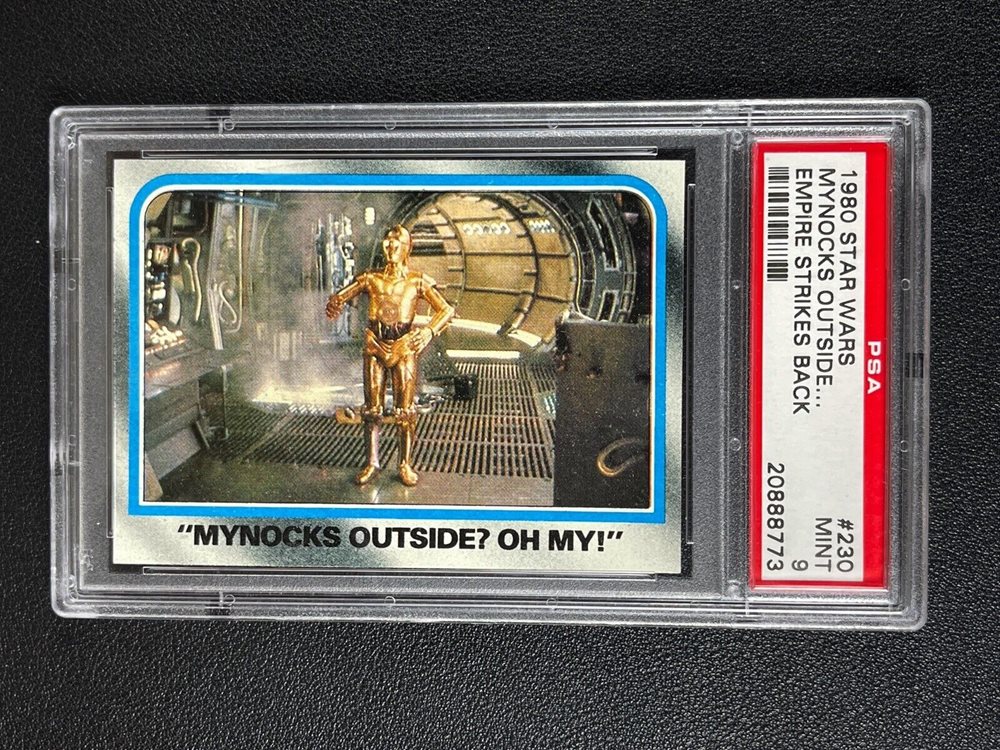 "MYNOCKS OUTSIDE? OH MY!"
PSA
1980 STAR WARS #230
MYNOCKS OUTSIDE... MINT
EMPIRE STRIKES BACK 9
20888773